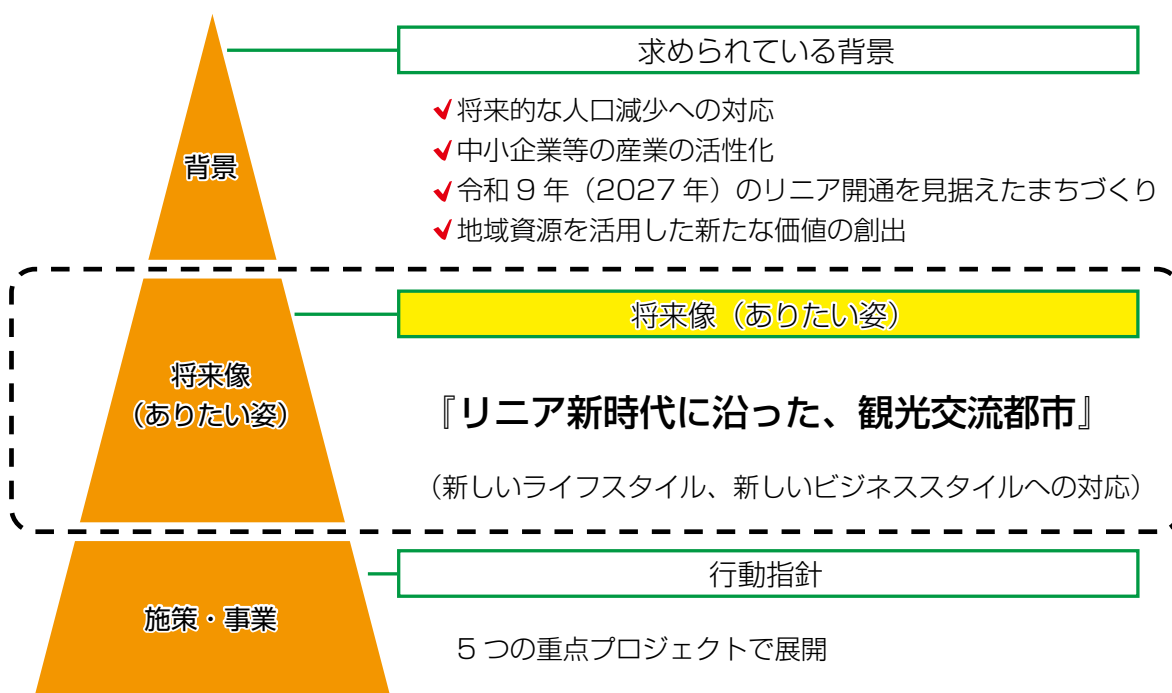 求められている背景
✓将来的な人口減少への対応
✓中小企業等の産業の活性化
✓令和9年（2027年）のリニア開通を見据えたまちづくり
✓地域資源を活用した新たな価値の創出
背景
将来像（ありたい姿）
将来像
（ありたい姿）
『リニア新時代に沿った、観光交流都市』
（新しいライフスタイル、新しいビジネススタイルへの対応）
行動指針
施策・事業
5つの重点プロジェクトで展開